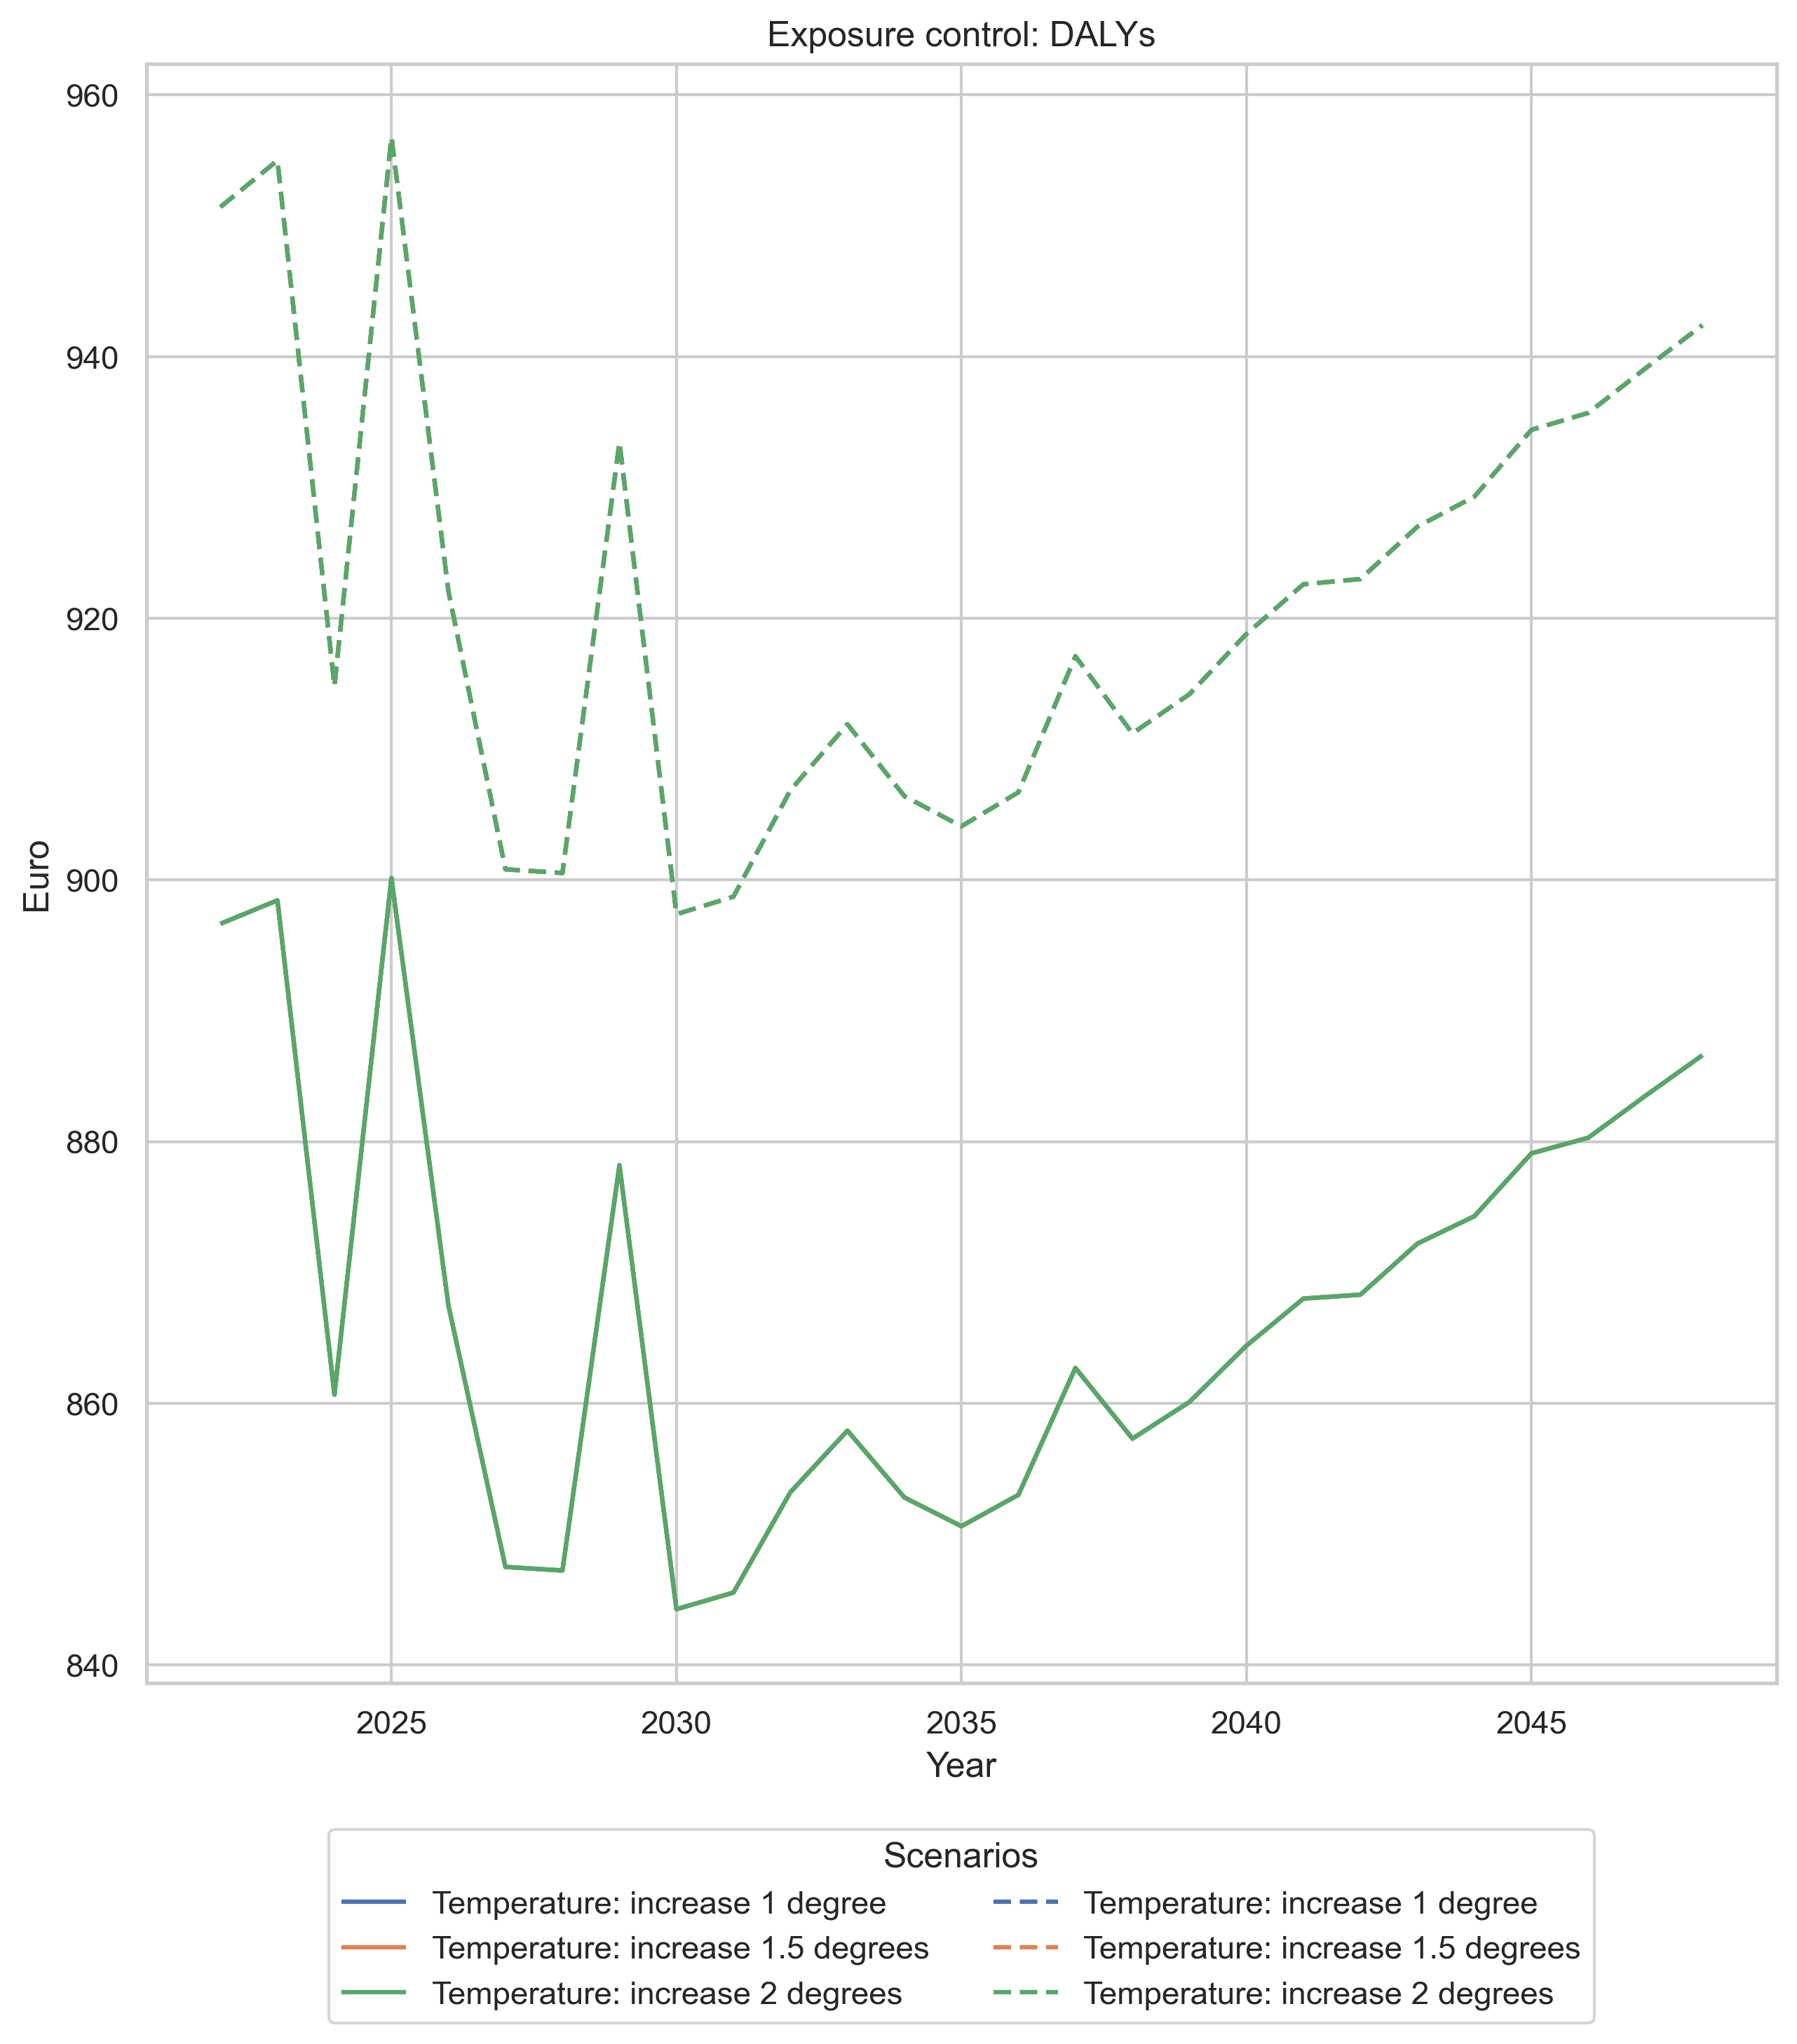 Exposure control: DALYs
960
940
920
900
880
860
840
Euro
2025 2030 2035 2040 2045
Year
Scenarios
Temperature: increase 1 degree Temperature: increase 1 degree
Temperature: increase 1.5 degrees Temperature: increase 1.5 degrees
Temperature: increase 2 degrees Temperature: increase 2 degrees